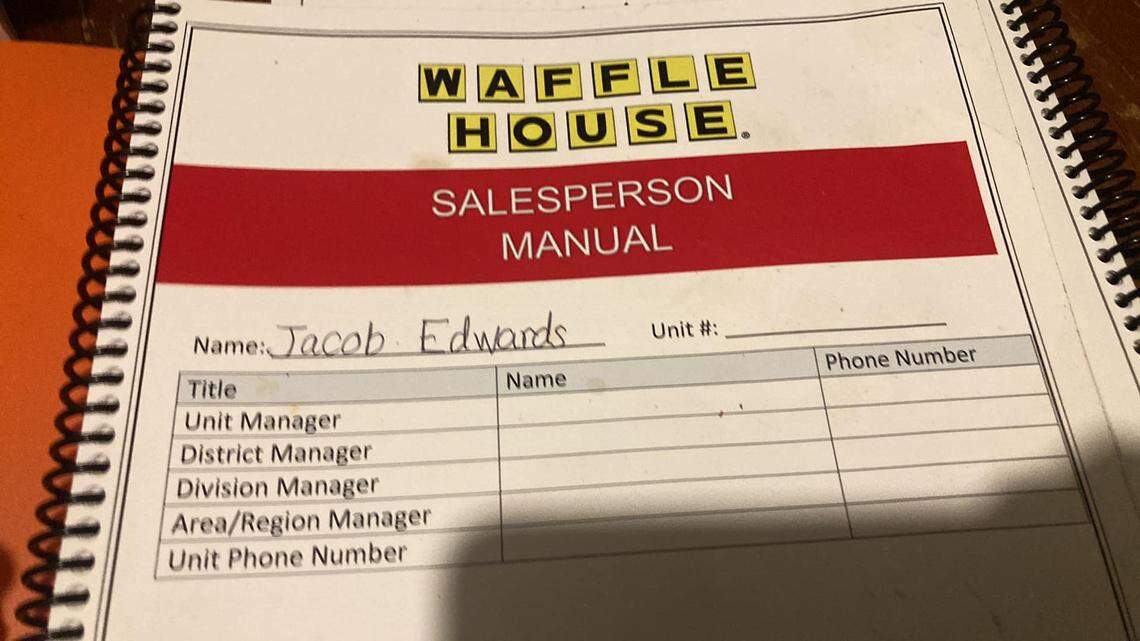 WAFFLE
HOUSE®
SALESPERSON
MANUAL
Name: Jacob Edwards Unit #:
Title Name Phone Number
Unit Manager
District Manager
Division Manager
Area/Region Manager
Unit Phone Number